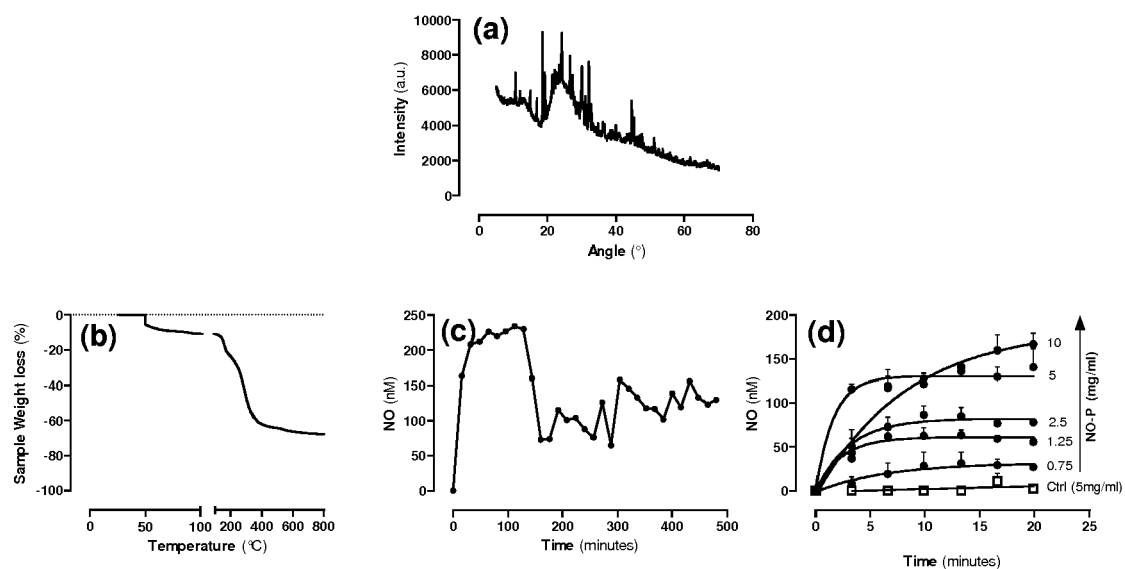 (a)
Intensity (a.u.)
10000
8000
6000
4000
2000
0
0 20 40 60 80
Angle (°)
(b)
Sample Weight loss (%)
0
-20
-40
-60
-80
-100
0 50 100 200 400 600 800
Temperature (°C)
(c)
NO (nM)
250
200
150
100
50
0
0 100 200 300 400 500
Time (minutes)
(d)
NO (nM)
200
150
100
50
0
0 5 10 15 20 25
Time (minutes)
10
5
2.5
1.25
0.75
Ctrl (5mg/ml)
NO-P (mg/ml)